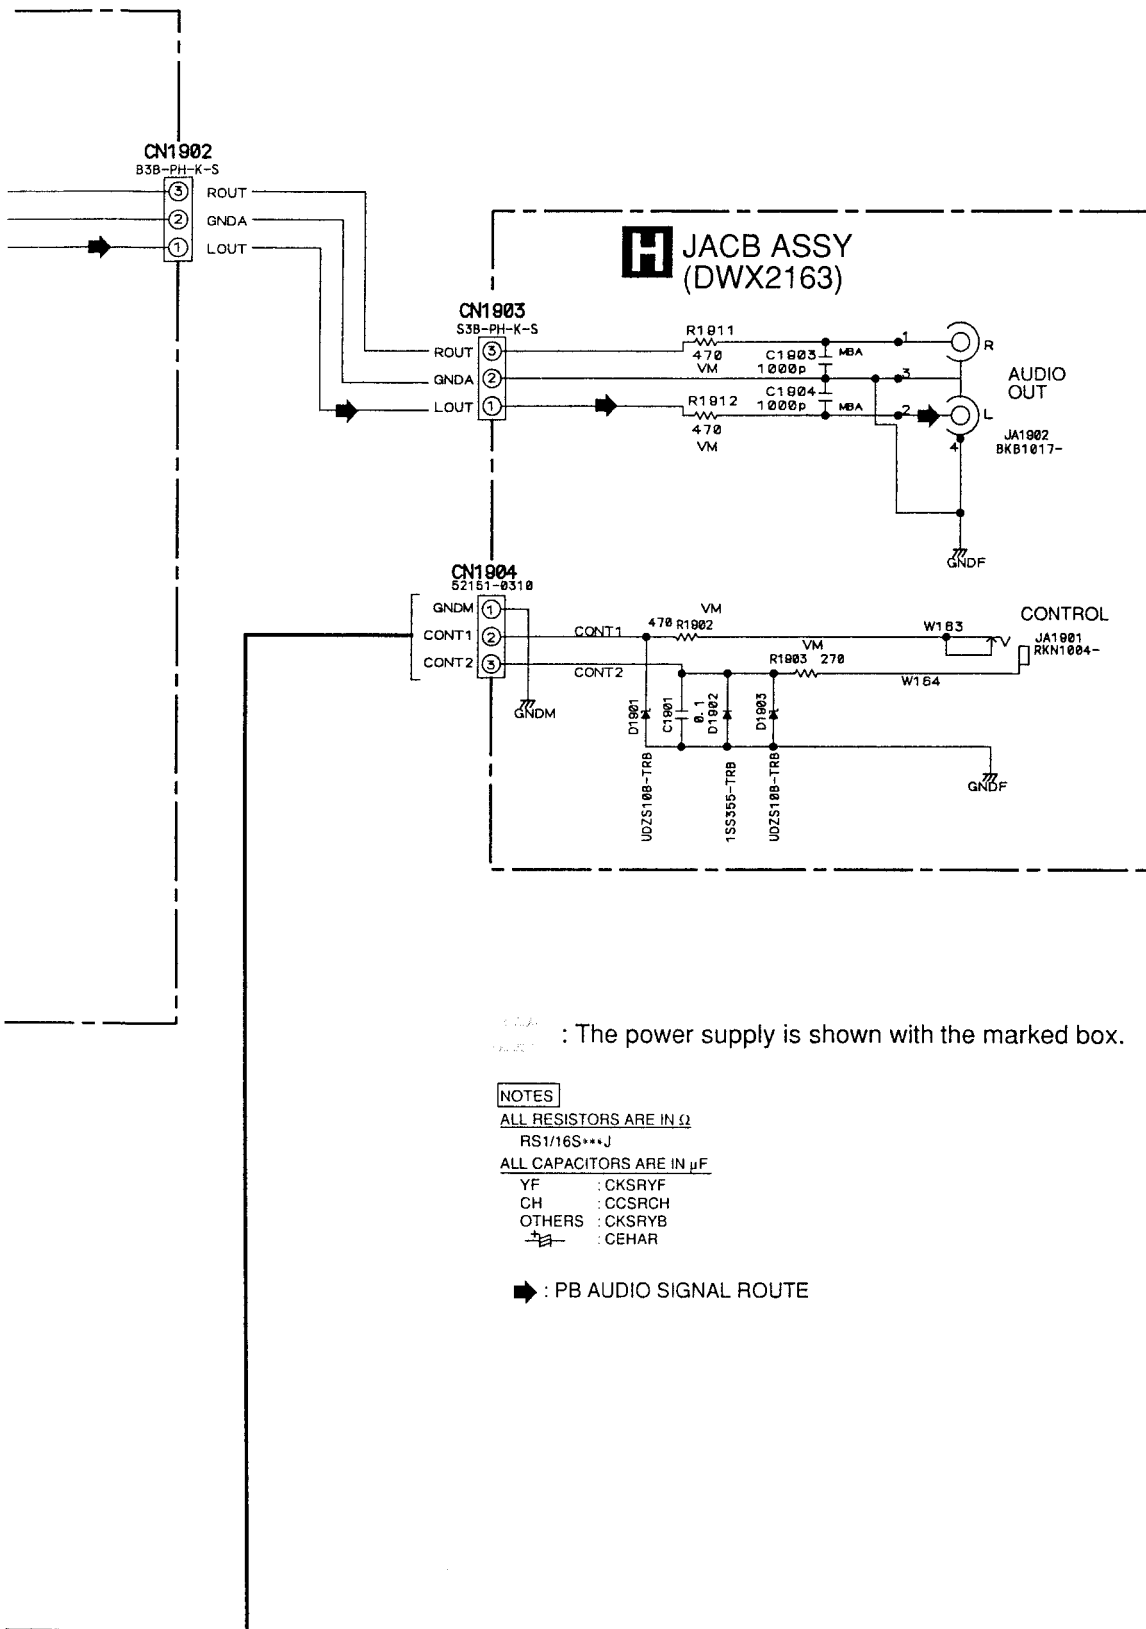 CN1902
B3B-PH-K-S
3 ROUT
2 GNDA
1 LOUT
H JACB ASSY
(DWX2163)
CN1903
S3B-PH-K-S
ROUT 3
GNDA 2
LOUT 1
R1911
470
VM
C1903
1000p
MBA
C1904
1000p
MBA
R1912
470
VM
1
3
2
4
R
L
AUDIO
OUT
JA1902
BKB1017-
GNDF
CN1904
52151-0310
GNDM 1
CONT1 2
CONT2 3
GNDM
CONT1
CONT2
VM
470 R1902
VM
R1903 270
W163
W164
CONTROL
JA1901
RKN1004-
D1901
C1901
0.1
D1902
D1903
UDZS10B-TRB
1SS355-TRB
UDZS10B-TRB
GNDF
: The power supply is shown with the marked box.
NOTES
ALL RESISTORS ARE IN Ω
RS1/16S***J
ALL CAPACITORS ARE IN µF
YF : CKSRYF
CH : CCSRCH
OTHERS : CKSRYB
+ : CEHAR
: PB AUDIO SIGNAL ROUTE